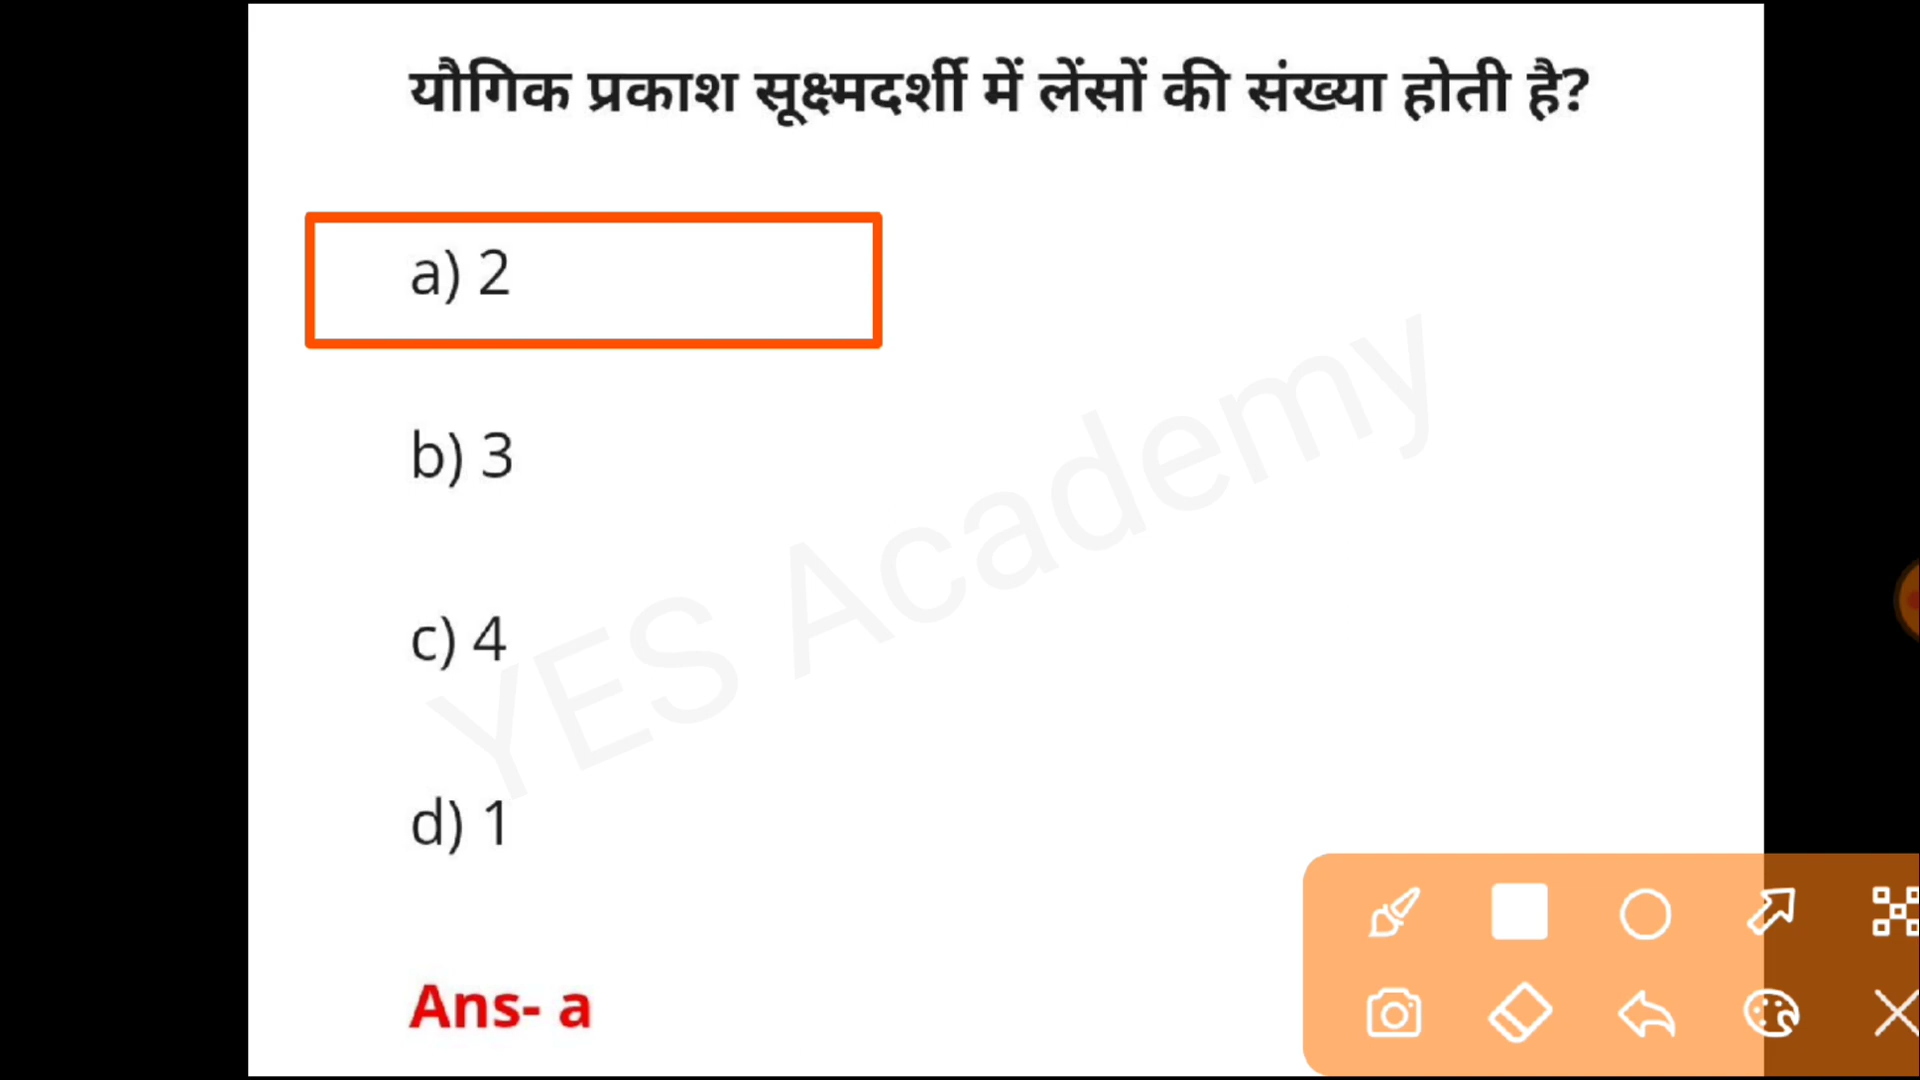 यौगिक प्रकाश सूक्ष्मदर्शी में लेंसों की संख्या होती है?
a) 2
b) 3
c) 4
d) 1
Ans- a
YES Academy